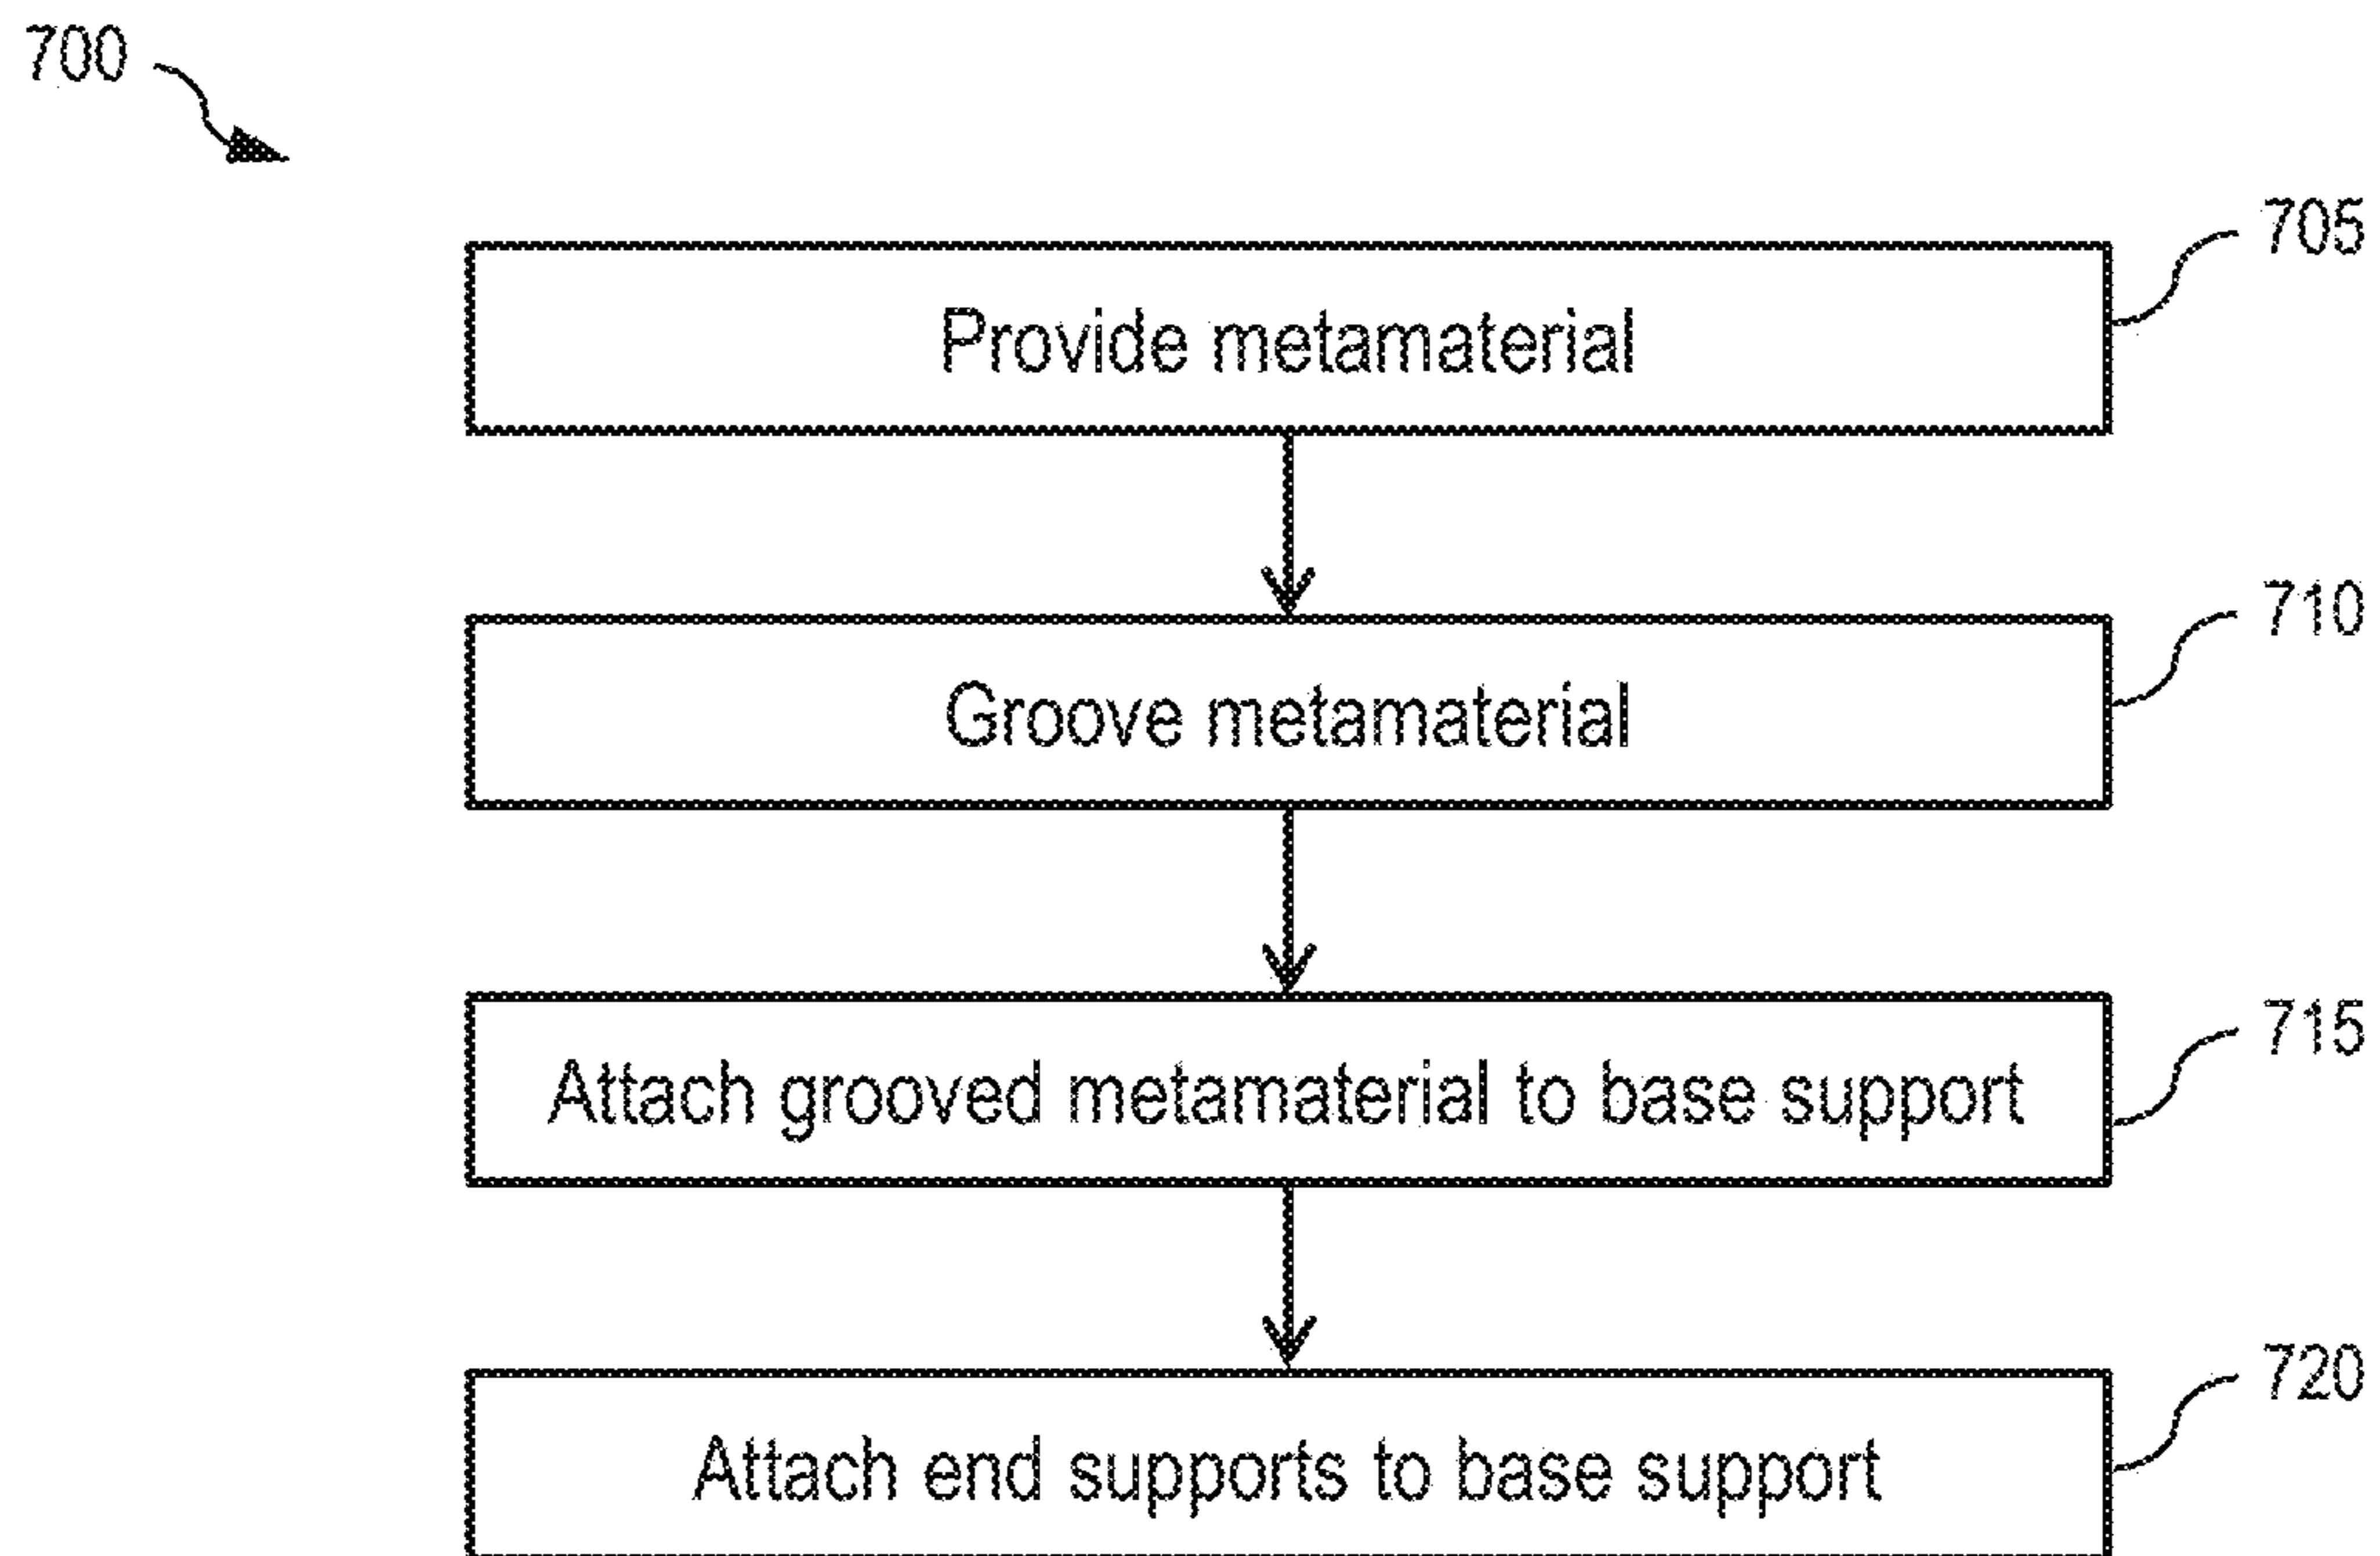 700
705
Provide metamaterial
710
Groove metamaterial
715
Attach grooved metamaterial to base support
720
Attach end supports to base support